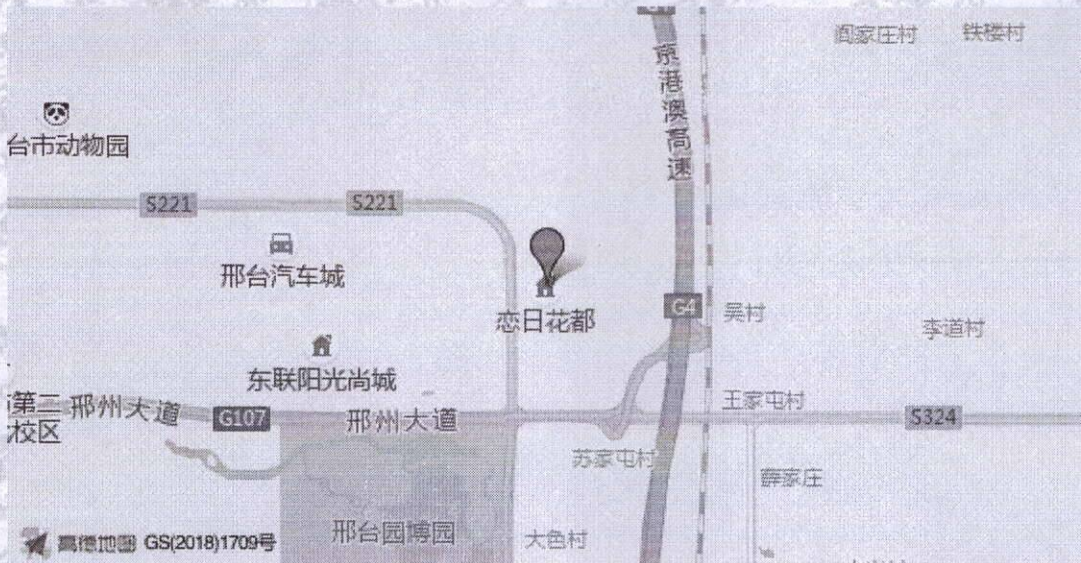 阎家庄村
铁楼村
京港澳高速
台市动物园
S221
S221
邢台汽车城
恋日花都
G4
吴村
李道村
东联阳光尚城
第二
校区
邢州大道
G107
邢州大道
王家屯村
S324
苏家屯村
薛家庄
邢台园博园
大色村
高德地图 GS(2018)1709号